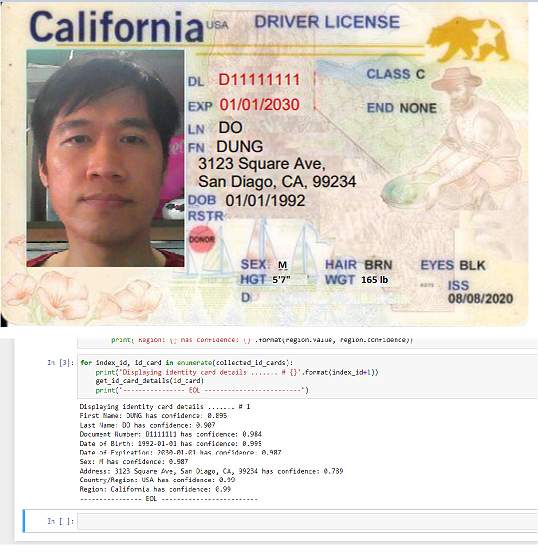 California USA DRIVER LICENSE
DL D11111111 CLASS C
EXP 01/01/2030 END NONE
LN DO
FN DUNG
3123 Square Ave,
San Diago, CA, 99234
DOB 01/01/1992
RSTR
DONOR
SEX M HAIR BRN EYES BLK
HGT 5'7" WGT 165 lb ISS
D 08/08/2020
print( Region: {} has confidence: {} .format(region.value, region.confidence))
In [3]: for index_id, id_card in enumerate(collected_id_cards):
print('Displaying identity card details ....... # {}'.format(index_id+1))
get_id_card_details(id_card)
print('---------------- EOL -------------------------')
Displaying identity card details ....... # 1
First Name: DUNG has confidence: 0.895
Last Name: DO has confidence: 0.987
Document Number: D1111111 has confidence: 0.984
Date of Birth: 1992-01-01 has confidence: 0.995
Date of Expiration: 2030-01-01 has confidence: 0.987
Sex: M has confidence: 0.987
Address: 3123 Square Ave, San Diago, CA, 99234 has confidence: 0.789
Country/Region: USA has confidence: 0.99
Region: California has confidence: 0.99
---------------- EOL -------------------------
In [ ]: